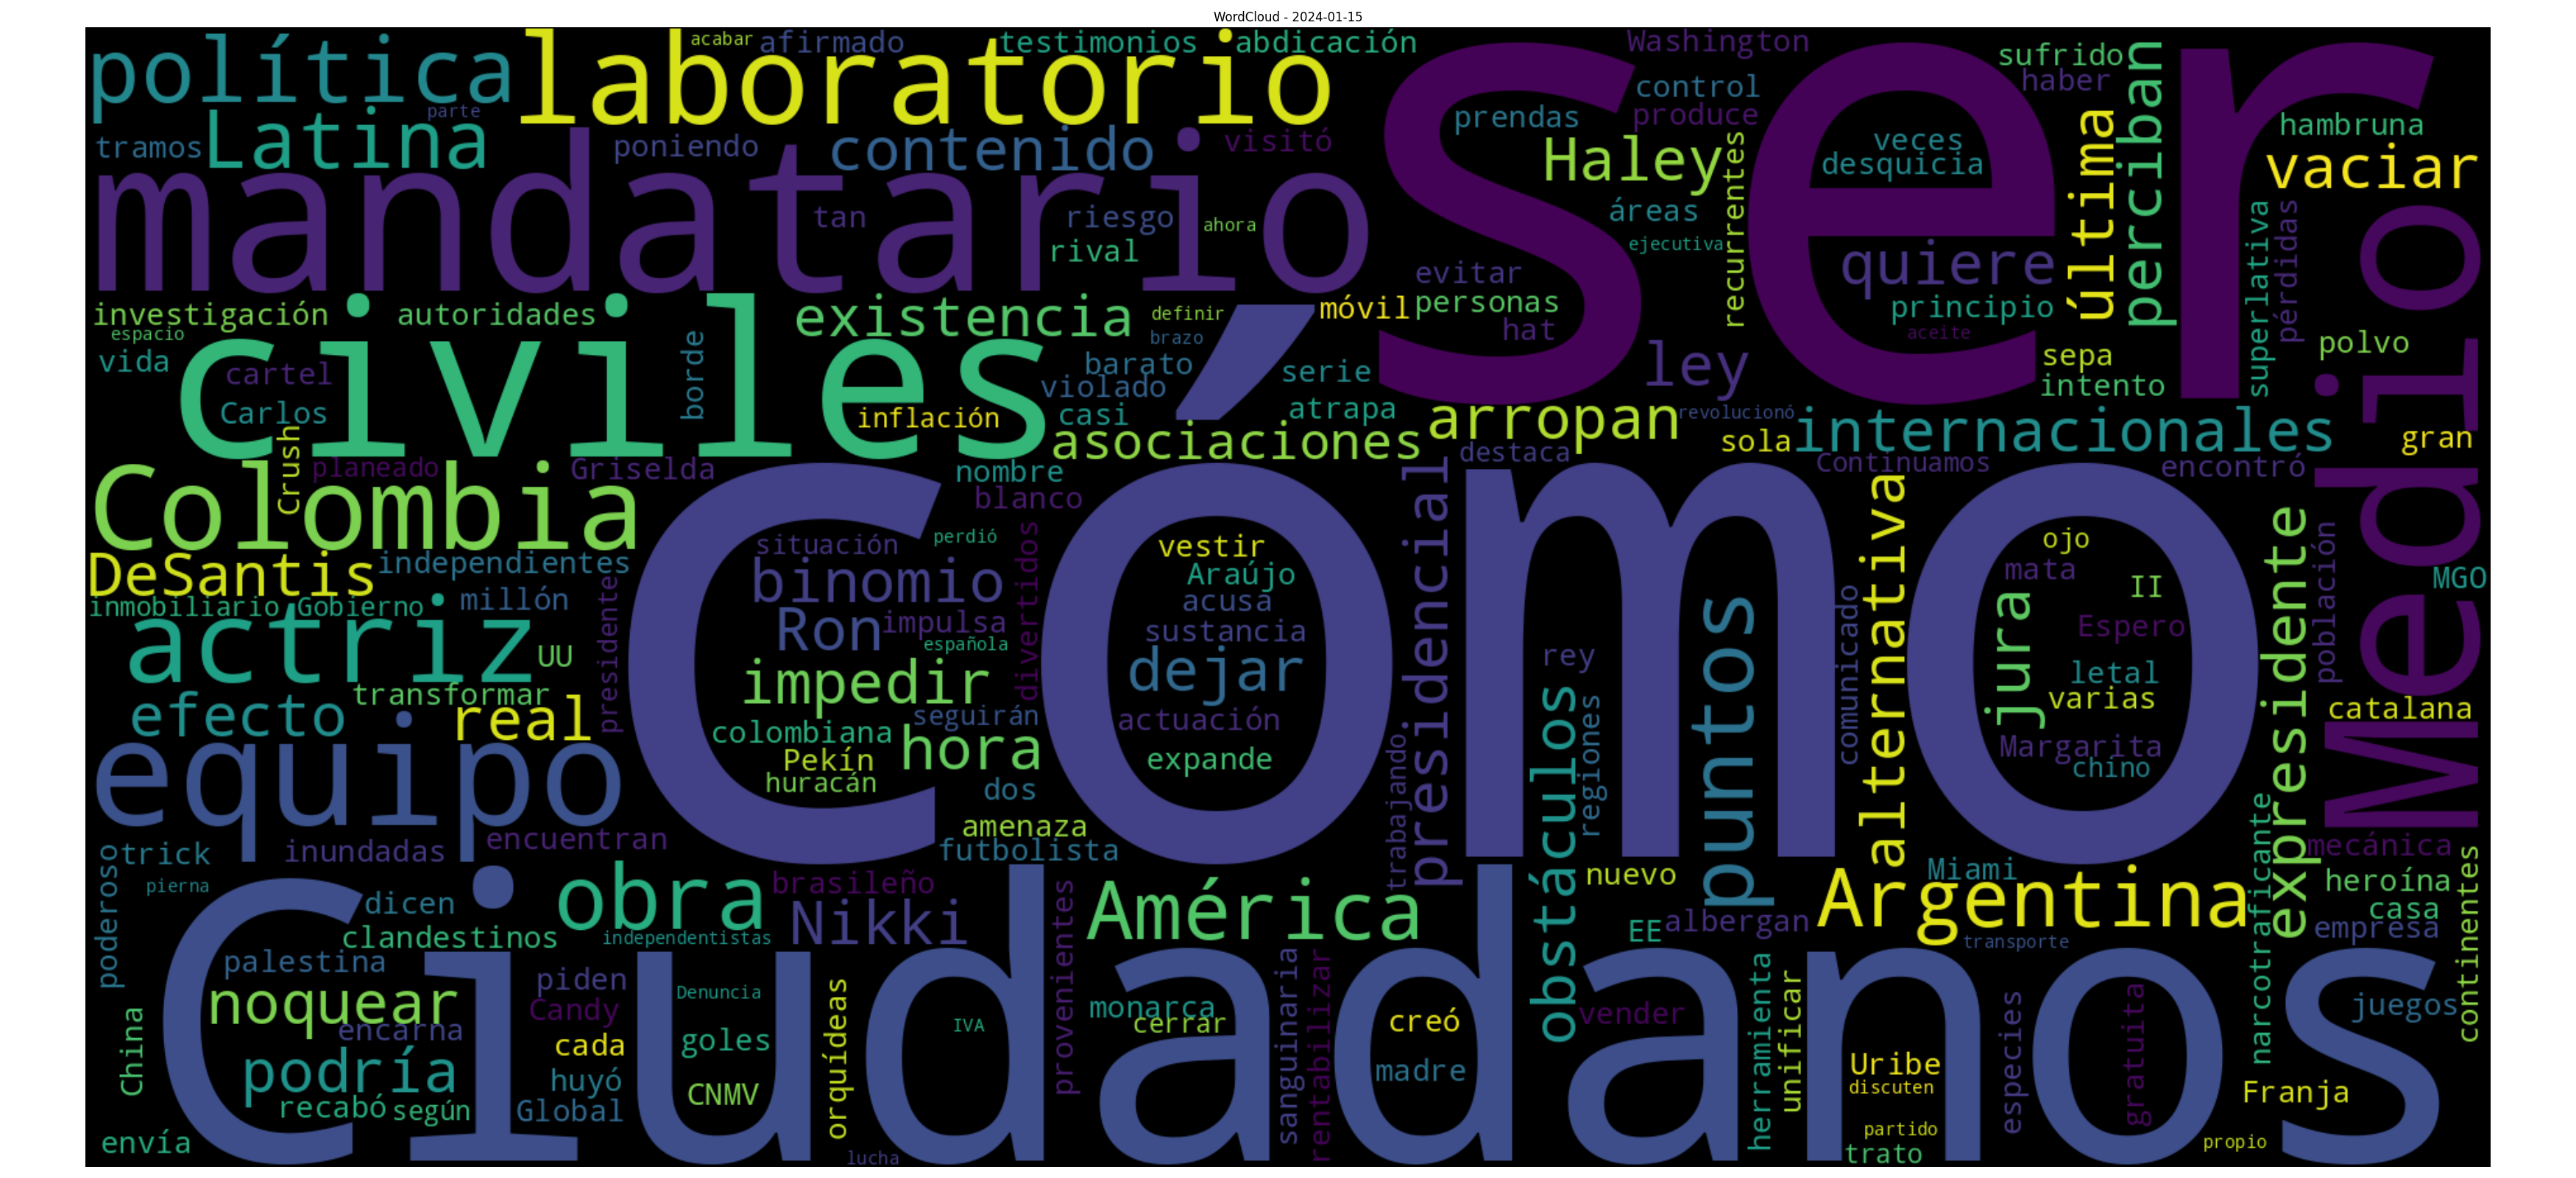 WordCloud - 2024-01-15
acabar afirmado testimonios abdicación Washington sufrido
política laboratorio ser control haber perciban
parte
tramos Latina poniendo contenido visitó prendas produce veces última hambruna
mandatario Haley recurrentes desquicia vaciar
tan riesgo ahora áreas superlativa pérdidas
rival ejecutiva quiere Medio
evitar
investigación autoridades existencia definir móvil personas principio
espacio brazo hat aceite polvo
vida borde barato ley sepa
cartel civiles violado serie intento
Carlos inflación casi atrapa arropan revolucionó
Crush asociaciones sola internacionales gran
planeado Griselda nombre destaca Continuamos encontró
Colombia blanco Cómo
situación perdió divertidos vestir presidencial alternativa ojo expresidente población
DeSantis independientes binomio Araújo mata MGO
inmobiliario Gobierno millón presidente acusa puntos comunicado jura II
actriz Ron impulsa sustancia Espero
UU española dejar rey letal
transformar impedir obstáculos regiones varias
efecto real seguirán actuación catalana
colombiana hora trabajando Margarita
equipo Pekín expande chino
huracán dos
amenaza
poderoso trick inundadas encuentran futbolista Miami narcotraficante mecánica continentes
pierna obra brasileño provenientes América nuevo Argentina heroína
dicen Nikki EE albergan casa
clandestinos independentistas transporte empresa
palestina piden Denuncia orquídeas sanguinaria rentabilizar herramienta unificar especies gratuita
noquear Candy Ciudadanos monarca vender juegos
China encarna IVA cerrar creó
cada goles
podría huyó CNMV madre Uribe
recabó según Global discuten Franja
envía lucha partido propio
trato